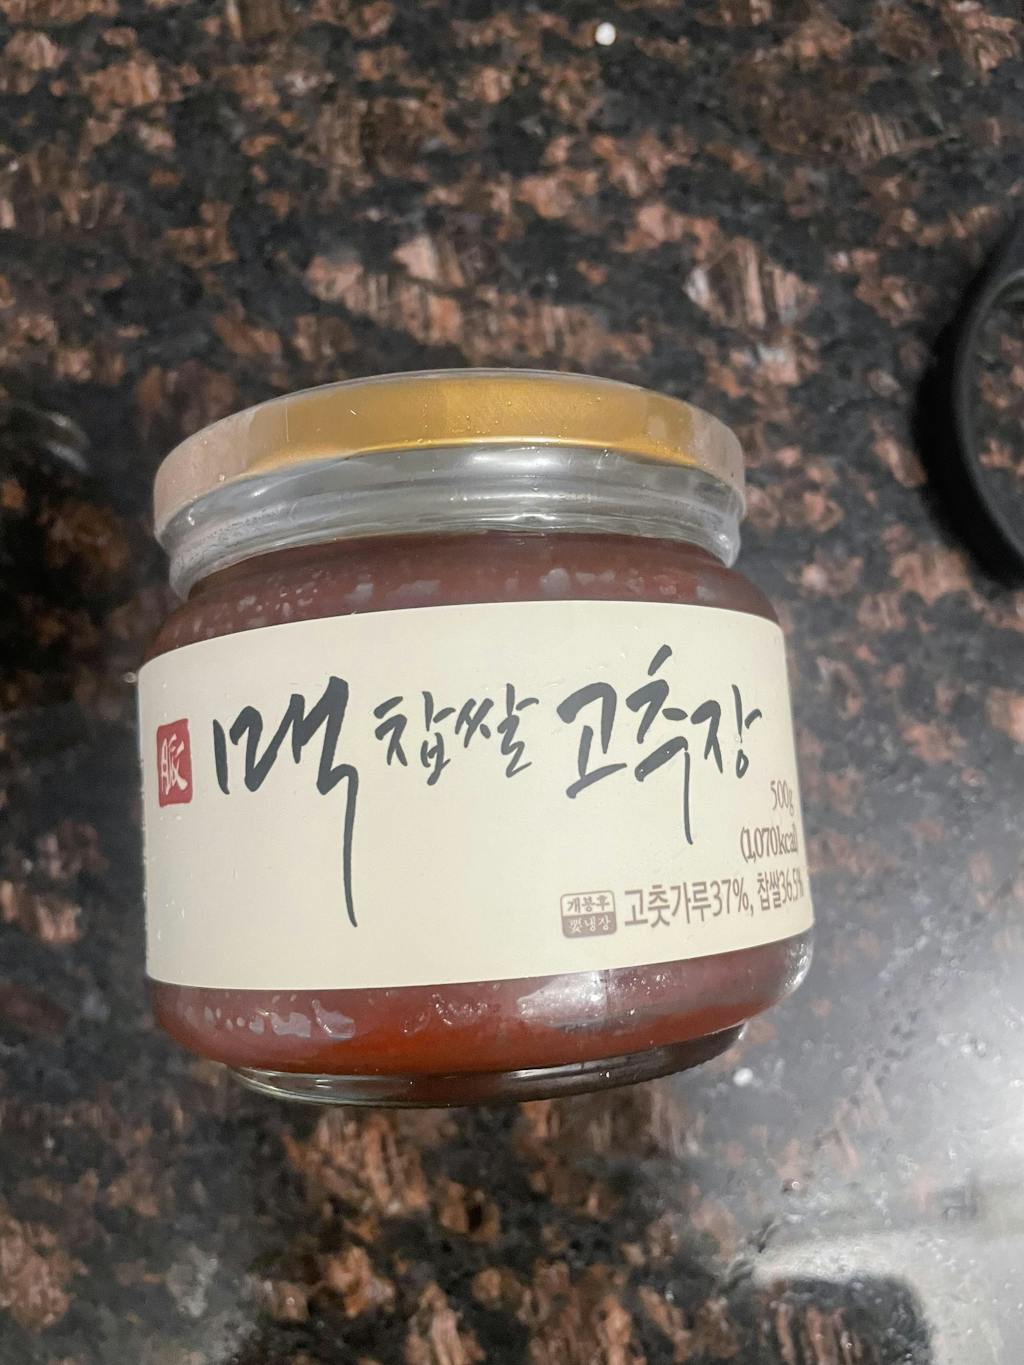 脈 맥 찹쌀 고추장
500g
(1,070kcal)
개봉후 고춧가루37%, 찹쌀36.5%
꼭냉장